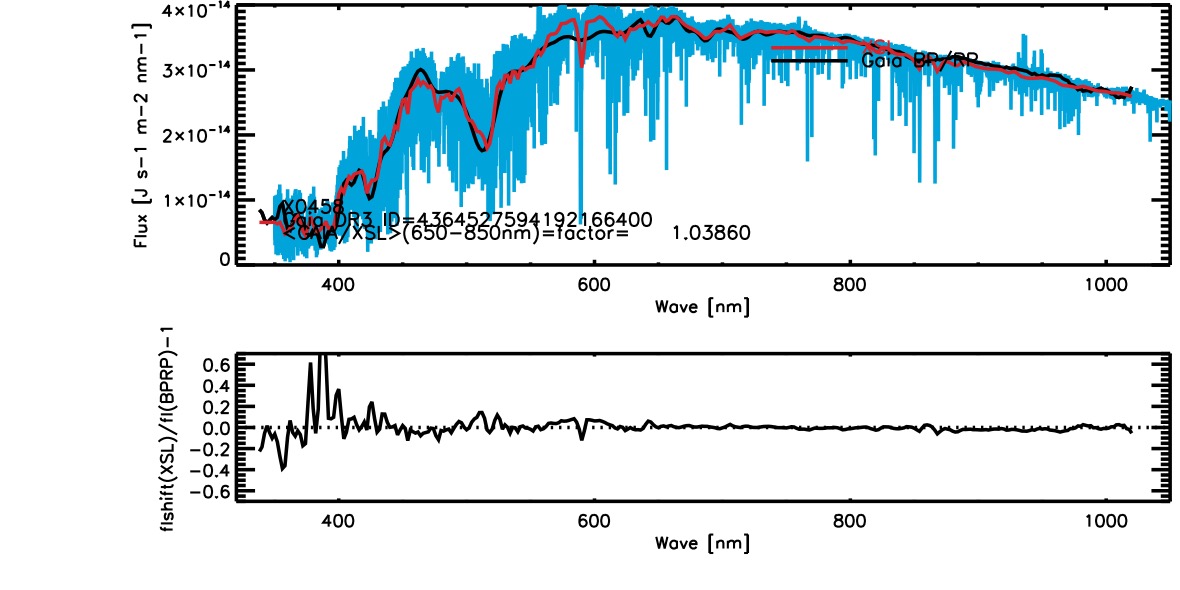 4×10−14
3×10−14
2×10−14
1×10−14
0
Flux [J s−1 m−2 nm−1]
Gaia BP/RP
X0458
Gaia DR3 ID=4364527594192166400
<GAIA/XSL>(650−850nm)=factor= 1.03860
400 600 800 1000
Wave [nm]
0.6
0.4
0.2
0.0
−0.2
−0.4
−0.6
flshift(XSL)/fl(BPRP)−1
400 600 800 1000
Wave [nm]